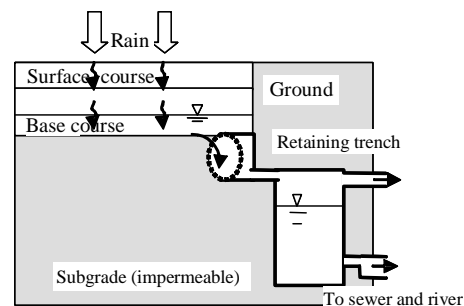 Rain
Surface course
Ground
Base course
Retaining trench
Subgrade (impermeable)
To sewer and river